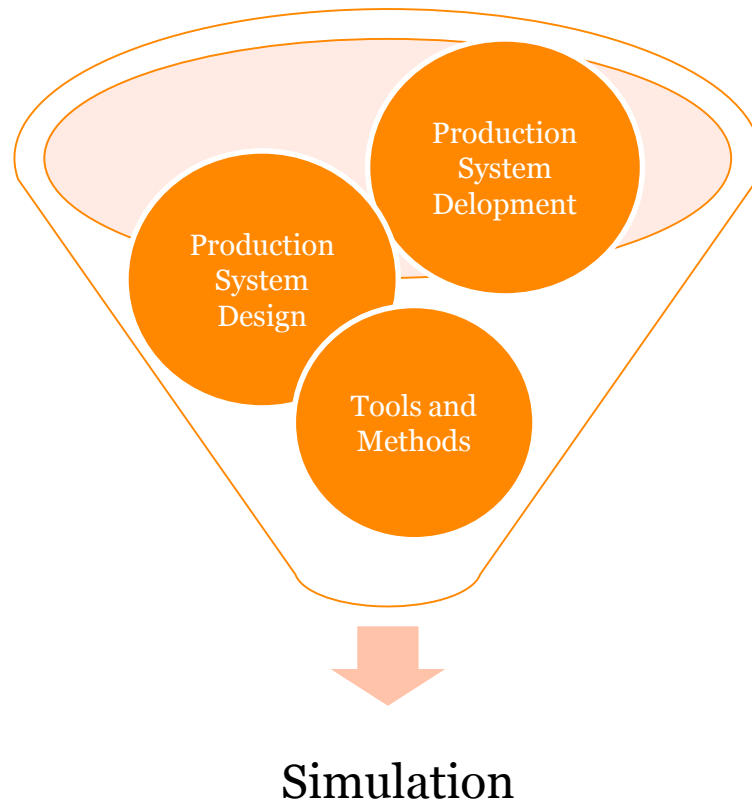 Production
System
Delopment
Production
System
Design
Tools and
Methods
Simulation